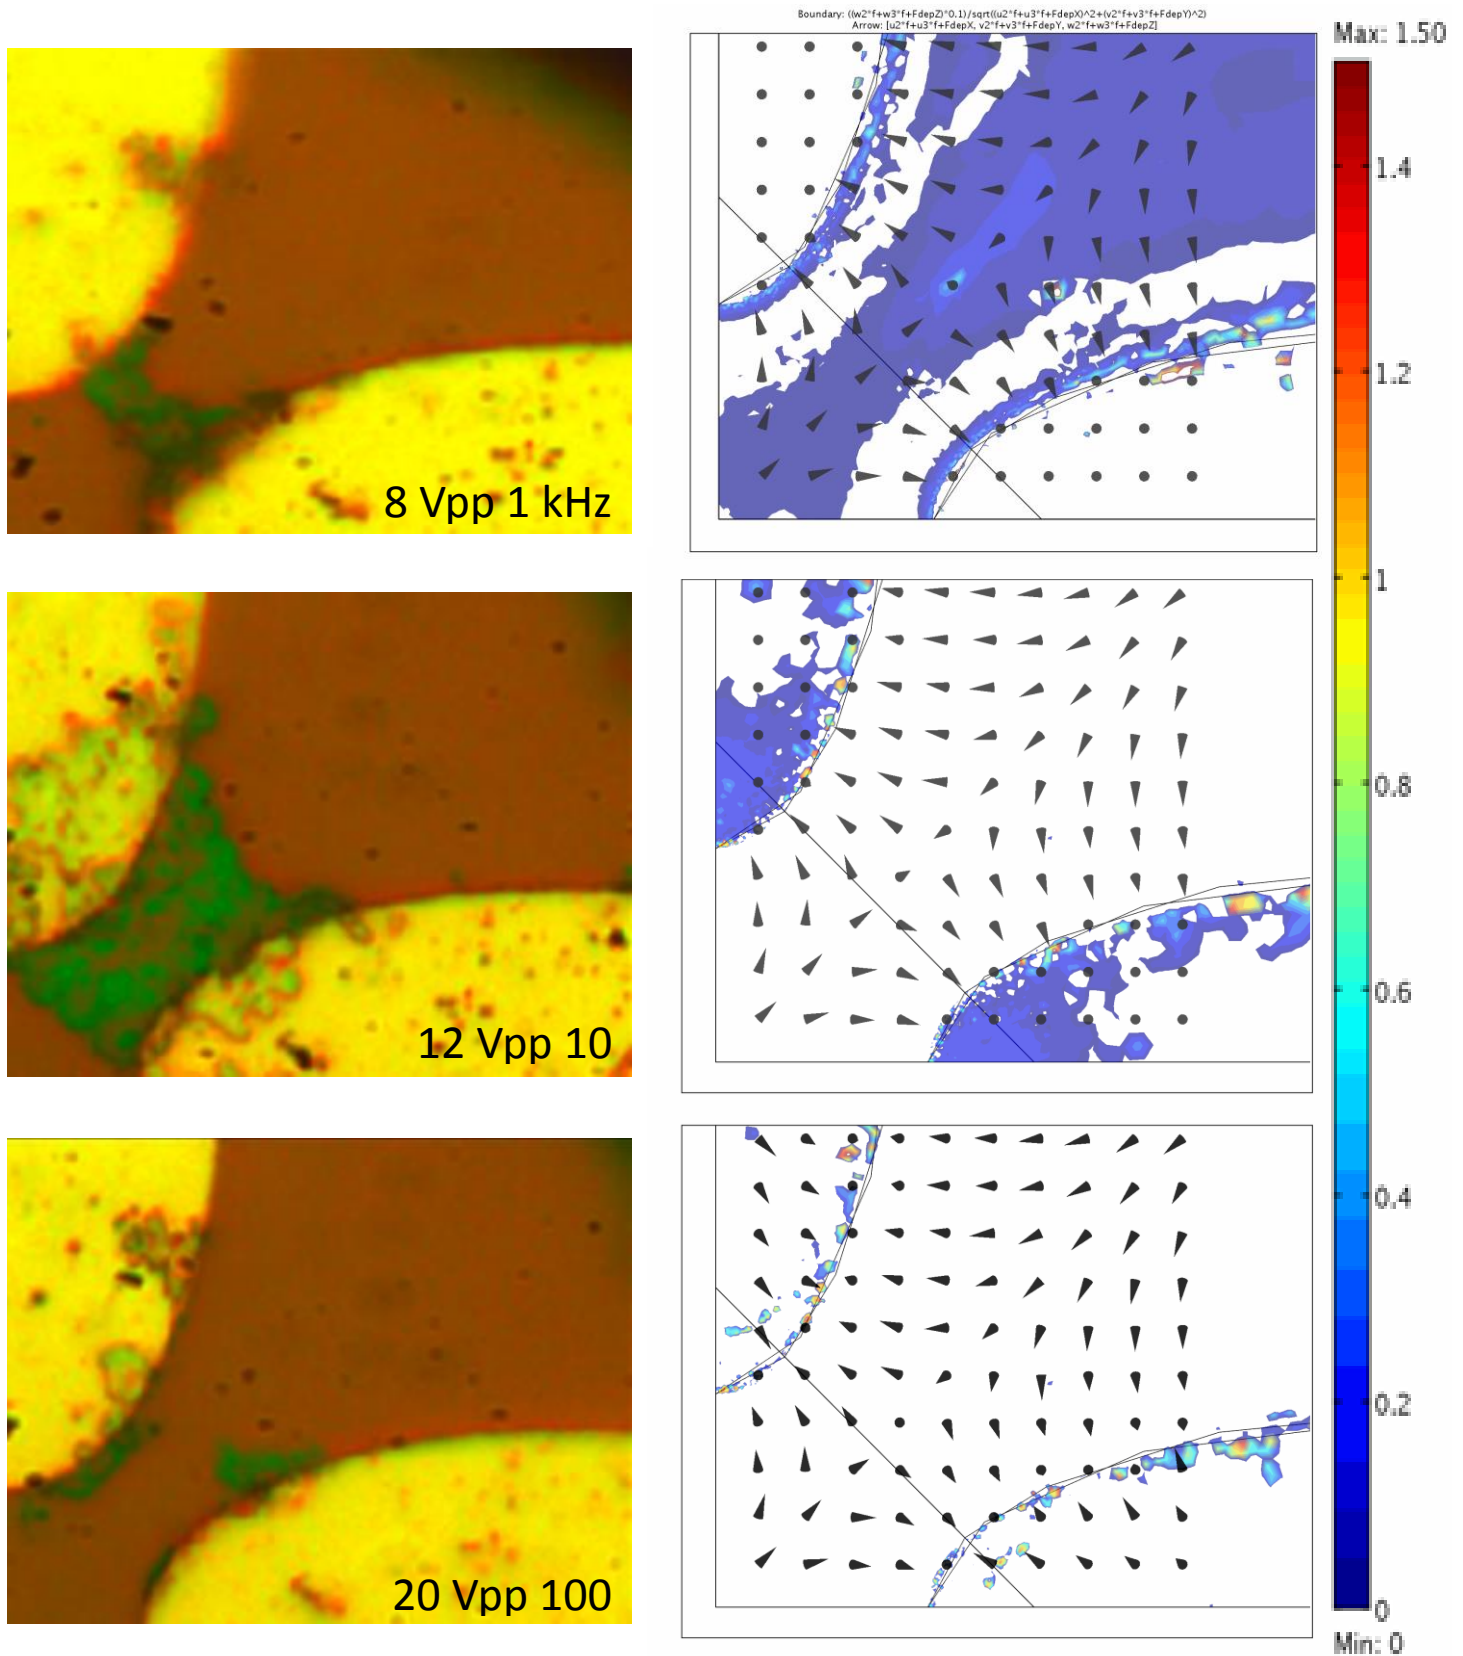 Boundary: ((w2*f+w3*f+FdepZ)*0.1)/sqrt((u2*f+u3*f+FdepX)^2+(v2*f+v3*f+FdepY)^2)
Arrow: [u2*f+u3*f+FdepX, v2*f+v3*f+FdepY, w2*f+w3*f+FdepZ]
Max: 1.50
1.4
1.2
1
0.8
0.6
0.4
0.2
0
Min: 0
8 Vpp 1 kHz
12 Vpp 10
20 Vpp 100